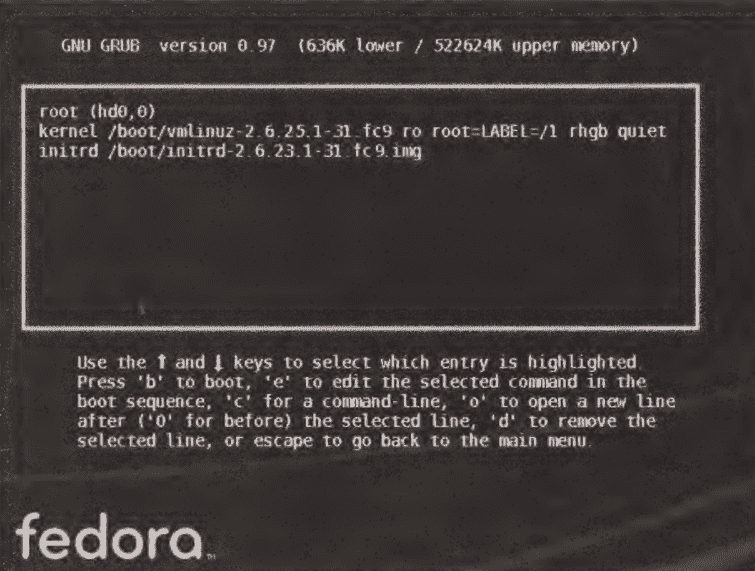 GNU GRUB version 0.97 (636K lower / 522624K upper memory)
root (hd0,0)
kernel /boot/vmlinuz-2.6.25.1-31.fc9 ro root=LABEL=/1 rhgb quiet
initrd /boot/initrd-2.6.23.1-31.fc9.img
Use the ↑ and ↓ keys to select which entry is highlighted.
Press 'b' to boot, 'e' to edit the selected command in the
boot sequence, 'c' for a command-line, 'o' to open a new line
after ('O' for before) the selected line, 'd' to remove the
selected line, or escape to go back to the main menu.
fedora™